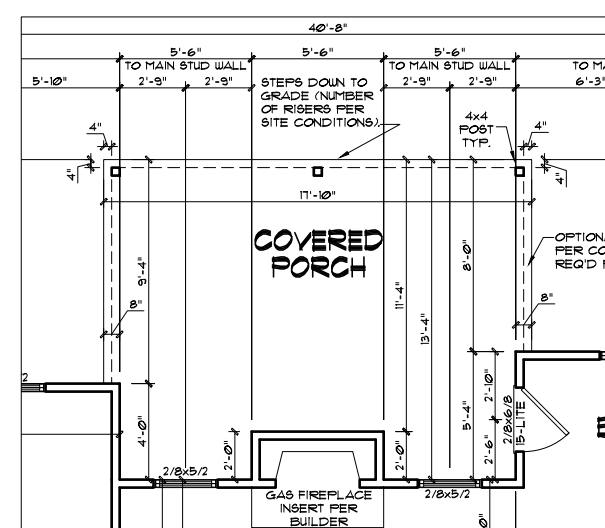 40'-8"
5'-6" 5'-6" 5'-6"
TO MAIN STUD WALL TO MAIN STUD WALL
5'-10" 2'-9" 2'-9" 2'-9" 2'-9" 6'-3"
STEPS DOWN TO
GRADE (NUMBER
OF RISERS PER
SITE CONDITIONS).
4x4
POST
TYP.
4" 4"
4" 4"
17'-10"
COVERED
PORCH
OPTIONA
PER CO
REQ'D F
9'-4"
11'-4"
13'-4"
8'-0"
8" 8"
4'-0"
2'-0"
2'-0"
5'-4"
2'-10"
2'-6"
2/8x6/8
15-LITE
2/8x5/2
2/8x5/2
GAS FIREPLACE
INSERT PER
BUILDER